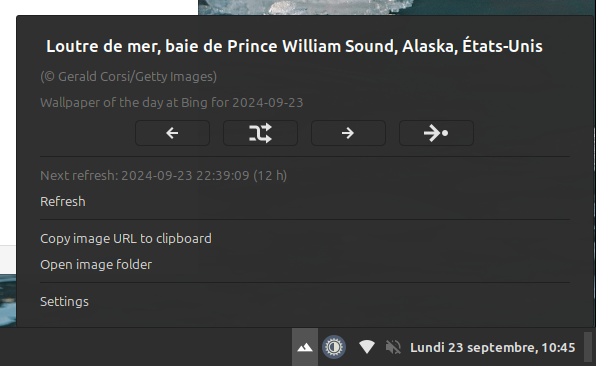 Loutre de mer, baie de Prince William Sound, Alaska, États-Unis
(© Gerald Corsi/Getty Images)
Wallpaper of the day at Bing for 2024-09-23
Next refresh: 2024-09-23 22:39:09 (12 h)
Refresh
Copy image URL to clipboard
Open image folder
Settings
Lundi 23 septembre, 10:45